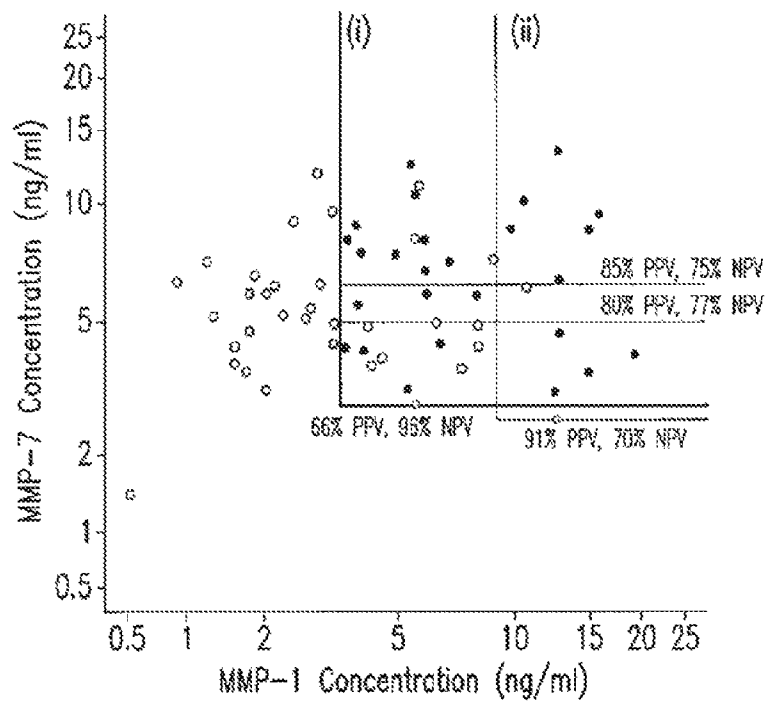 (i)
(ii)
25
20
15
10
5
2
1
0.5
MMP-7 Concentration (ng/ml)
85% PPV, 75% NPV
80% PPV, 77% NPV
66% PPV, 96% NPV
91% PPV, 70% NPV
0.5 1 2 5 10 15 20 25
MMP-1 Concentration (ng/ml)